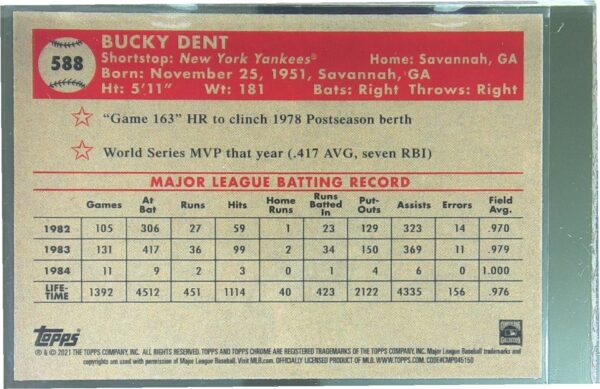 588
BUCKY DENT
Shortstop: New York Yankees® Home: Savannah, GA
Born: November 25, 1951, Savannah, GA
Ht: 5'11" Wt: 181 Bats: Right Throws: Right
☆ "Game 163" HR to clinch 1978 Postseason berth
☆ World Series MVP that year (.417 AVG, seven RBI)
MAJOR LEAGUE BATTING RECORD
Games At Bat Runs Hits Home Runs Runs Batted In Put-Outs Assists Errors Field Avg.
1982 105 306 27 59 1 23 129 323 14 .970
1983 131 417 36 99 2 34 150 369 11 .979
1984 11 9 2 3 0 1 4 6 0 1.000
LIFE-TIME 1392 4512 451 1114 40 423 2122 4335 156 .976
Topps
® & © 2021 THE TOPPS COMPANY, INC. ALL RIGHTS RESERVED. TOPPS AND TOPPS CHROME ARE REGISTERED TRADEMARKS OF THE TOPPS COMPANY, INC. Major League Baseball trademarks and
copyrights are used with permission of Major League Baseball. Visit MLB.com. OFFICIALLY LICENSED PRODUCT OF MLB. WWW.TOPPS.COM. CODE#CMP045150